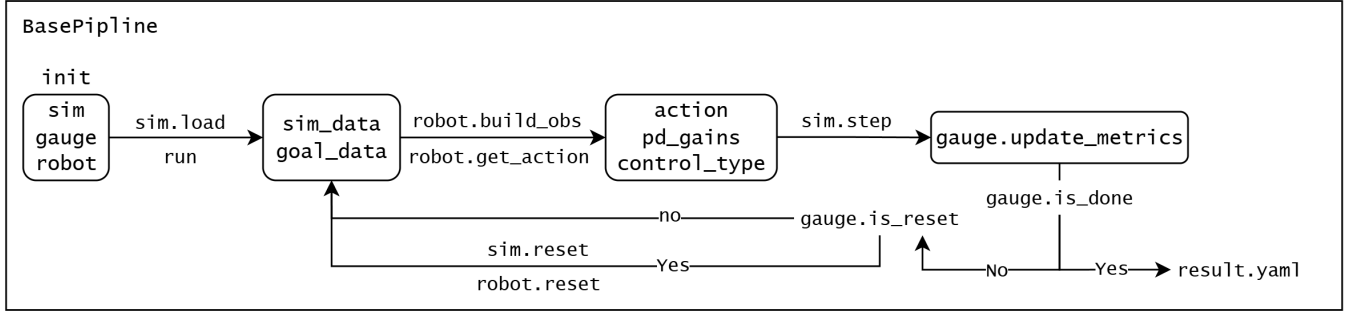 BasePipline
init
sim
gauge
robot
sim.load
run
sim_data
goal_data
robot.build_obs
robot.get_action
action
pd_gains
control_type
sim.step
gauge.update_metrics
gauge.is_done
no
gauge.is_reset
sim.reset
Yes
robot.reset
No
Yes
result.yaml